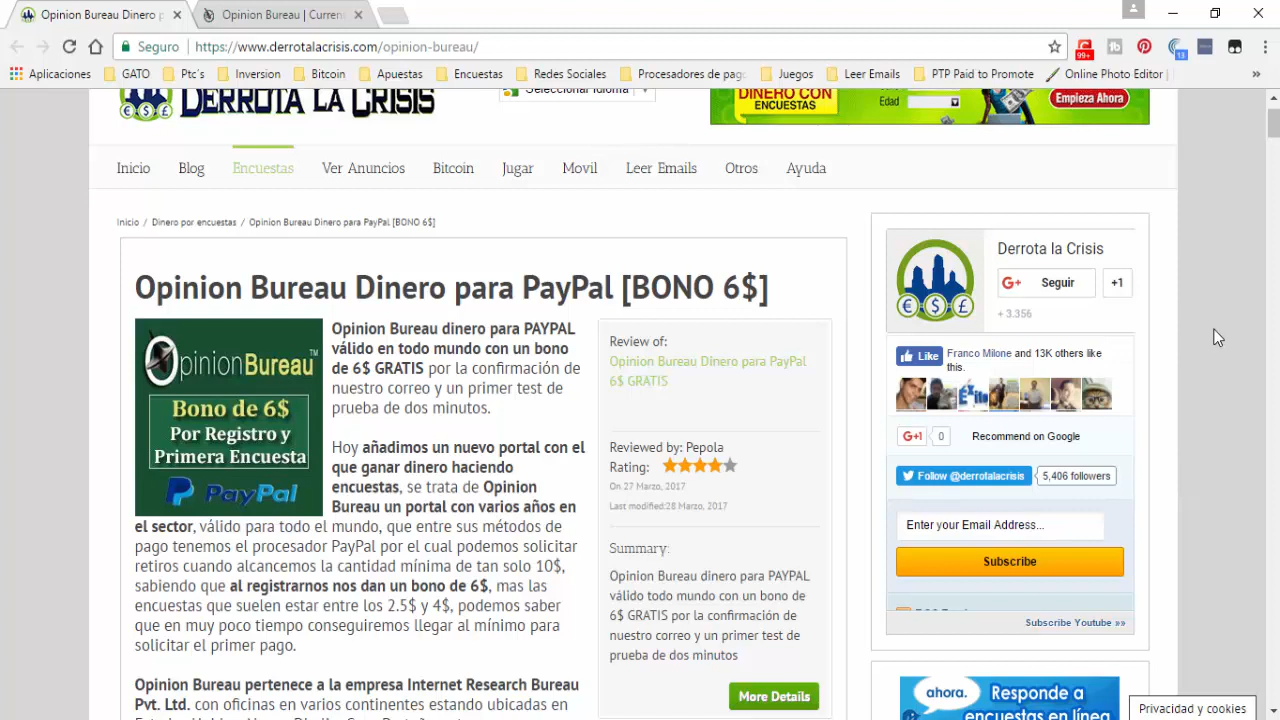 Opinion Bureau Dinero p
Opinion Bureau | Curren
Seguro
https://www.derrotalacrisis.com/opinion-bureau/
99+
13
Aplicaciones
GATO
Ptc's
Inversion
Bitcoin
Apuestas
Encuestas
Redes Sociales
Procesadores de pag
Juegos
Leer Emails
PTP Paid to Promote
Online Photo Editor
»
€ $ £
DERROTA LA CRISIS
Seleccionar idioma
DINERO CON
ENCUESTAS
Edad
Empieza Ahora
Inicio
Blog
Encuestas
Ver Anuncios
Bitcoin
Jugar
Movil
Leer Emails
Otros
Ayuda
Inicio / Dinero por encuestas / Opinion Bureau Dinero para PayPal [BONO 6$]
Opinion Bureau Dinero para PayPal [BONO 6$]
OpinionBureau™
Bono de 6$
Por Registro y
Primera Encuesta
PayPal
Opinion Bureau dinero para PAYPAL
válido en todo mundo con un bono
de 6$ GRATIS por la confirmación de
nuestro correo y un primer test de
prueba de dos minutos.
Hoy añadimos un nuevo portal con el
que ganar dinero haciendo
encuestas, se trata de Opinion
Bureau un portal con varios años en
el sector, válido para todo el mundo, que entre sus métodos de
pago tenemos el procesador PayPal por el cual podemos solicitar
retiros cuando alcancemos la cantidad mínima de tan solo 10$,
sabiendo que al registrarnos nos dan un bono de 6$, mas las
encuestas que suelen estar entre los 2.5$ y 4$, podemos saber
que en muy poco tiempo conseguiremos llegar al mínimo para
solicitar el primer pago.
Opinion Bureau pertenece a la empresa Internet Research Bureau
Pvt. Ltd. con oficinas en varios continentes estando ubicadas en
Review of:
Opinion Bureau Dinero para PayPal
6$ GRATIS
Reviewed by: Pepola
Rating:
On 27 Marzo, 2017
Last modified:28 Marzo, 2017
Summary:
Opinion Bureau dinero para PAYPAL
válido todo mundo con un bono de
6$ GRATIS por la confirmación de
nuestro correo y un primer test de
prueba de dos minutos
More Details
€ $ £
Derrota la Crisis
G+ Seguir
+1
+ 3.356
Like
Franco Milone and 13K others like
this.
Éxito
G+1
0
Recommend on Google
Follow @derrotalacrisis
5,406 followers
Enter your Email Address...
Subscribe
Subscribe Youtube »»
ahora.
Responde a
encuestas en línea
Privacidad y cookies